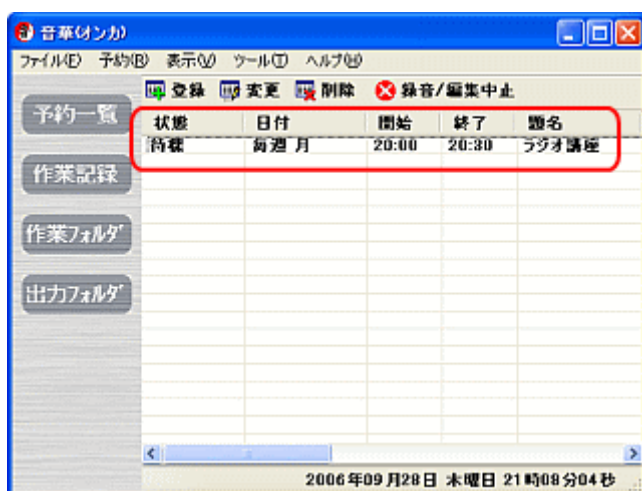 音華(オンカ)
ファイル(F) 予約(R) 表示(V) ツール(T) ヘルプ(H)
登録 変更 削除 録音/編集中止
予約一覧
状態 日付 開始 終了 題名
待機 毎週 月 20:00 20:30 ラジオ講座
作業記録
作業フォルダ
出力フォルダ
2006年09月28日 木曜日 21時08分04秒